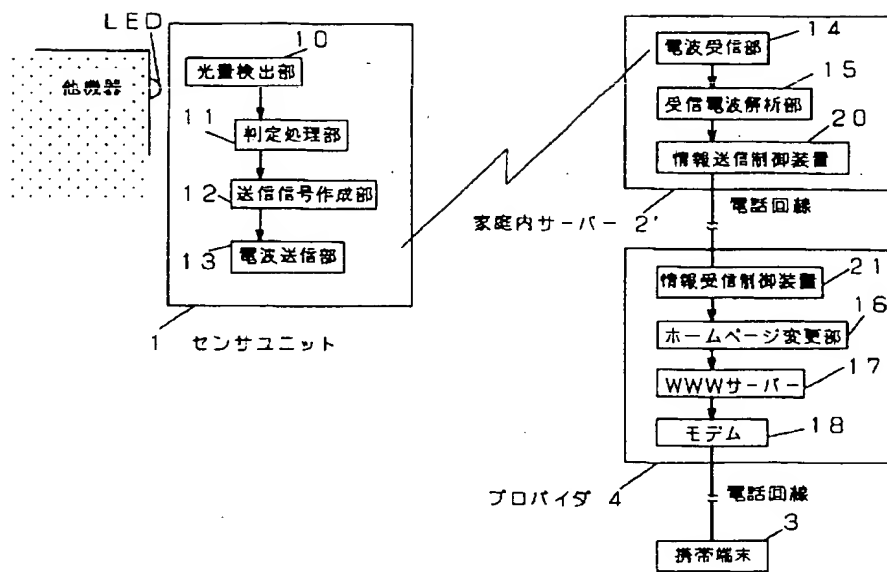 LED
他機器
10
光量検出部
11
判定処理部
12
送信信号作成部
13
電波送信部
1 センサユニット
14
電波受信部
15
受信電波解析部
20
情報送信制御装置
家庭内サーバー 2'
電話回線
21
情報受信制御装置
16
ホームページ変更部
17
WWWサーバー
18
モデム
プロバイダ 4
電話回線
3
携帯端末